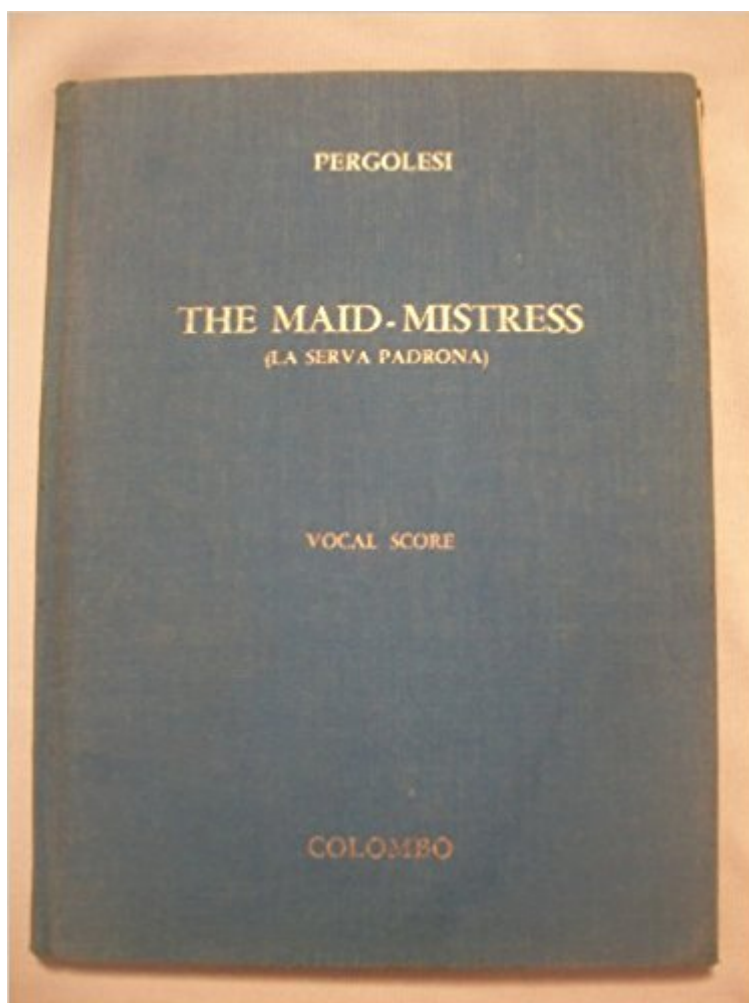 PERGOLESI
THE MAID-MISTRESS
(LA SERVA PADRONA)
VOCAL SCORE
COLOMBO